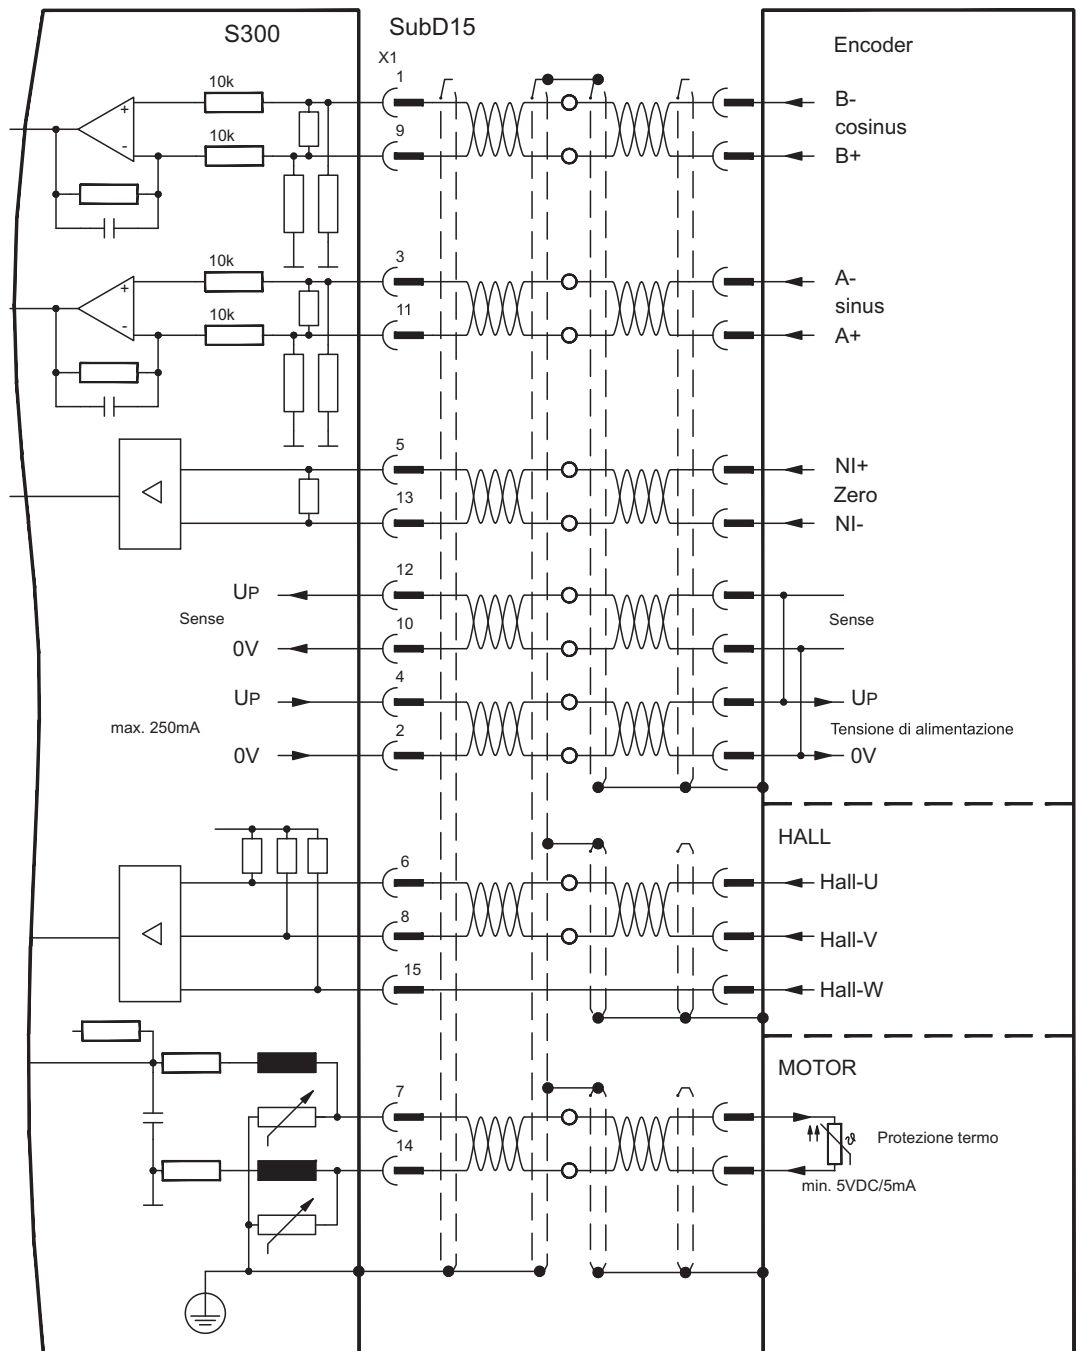 S300
SubD15
Encoder
X1
1
10k
B-
cosinus
9
10k
B+
3
10k
A-
sinus
11
10k
A+
5
NI+
Zero
13
NI-
12
UP
Sense
Sense
10
0V
4
UP
UP
max. 250mA
Tensione di alimentazione
2
0V
0V
HALL
6
Hall-U
8
Hall-V
15
Hall-W
MOTOR
7
Protezione termo
14
min. 5VDC/5mA
+
-
+
-
ϑ